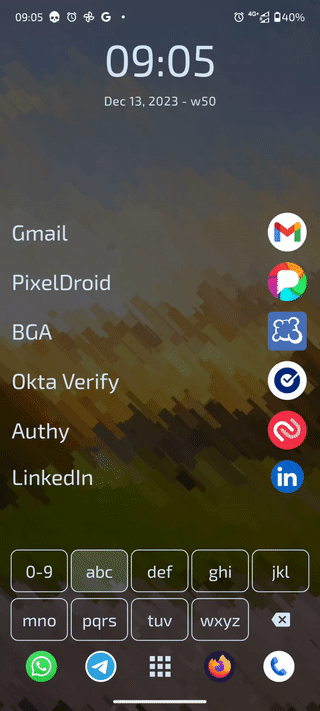 09:05 G 4G+ 40%
09:05
Dec 13, 2023 - w50
Gmail
PixelDroid
BGA
Okta Verify
Authy
LinkedIn in
0-9 abc def ghi jkl
mno pqrs tuv wxyz